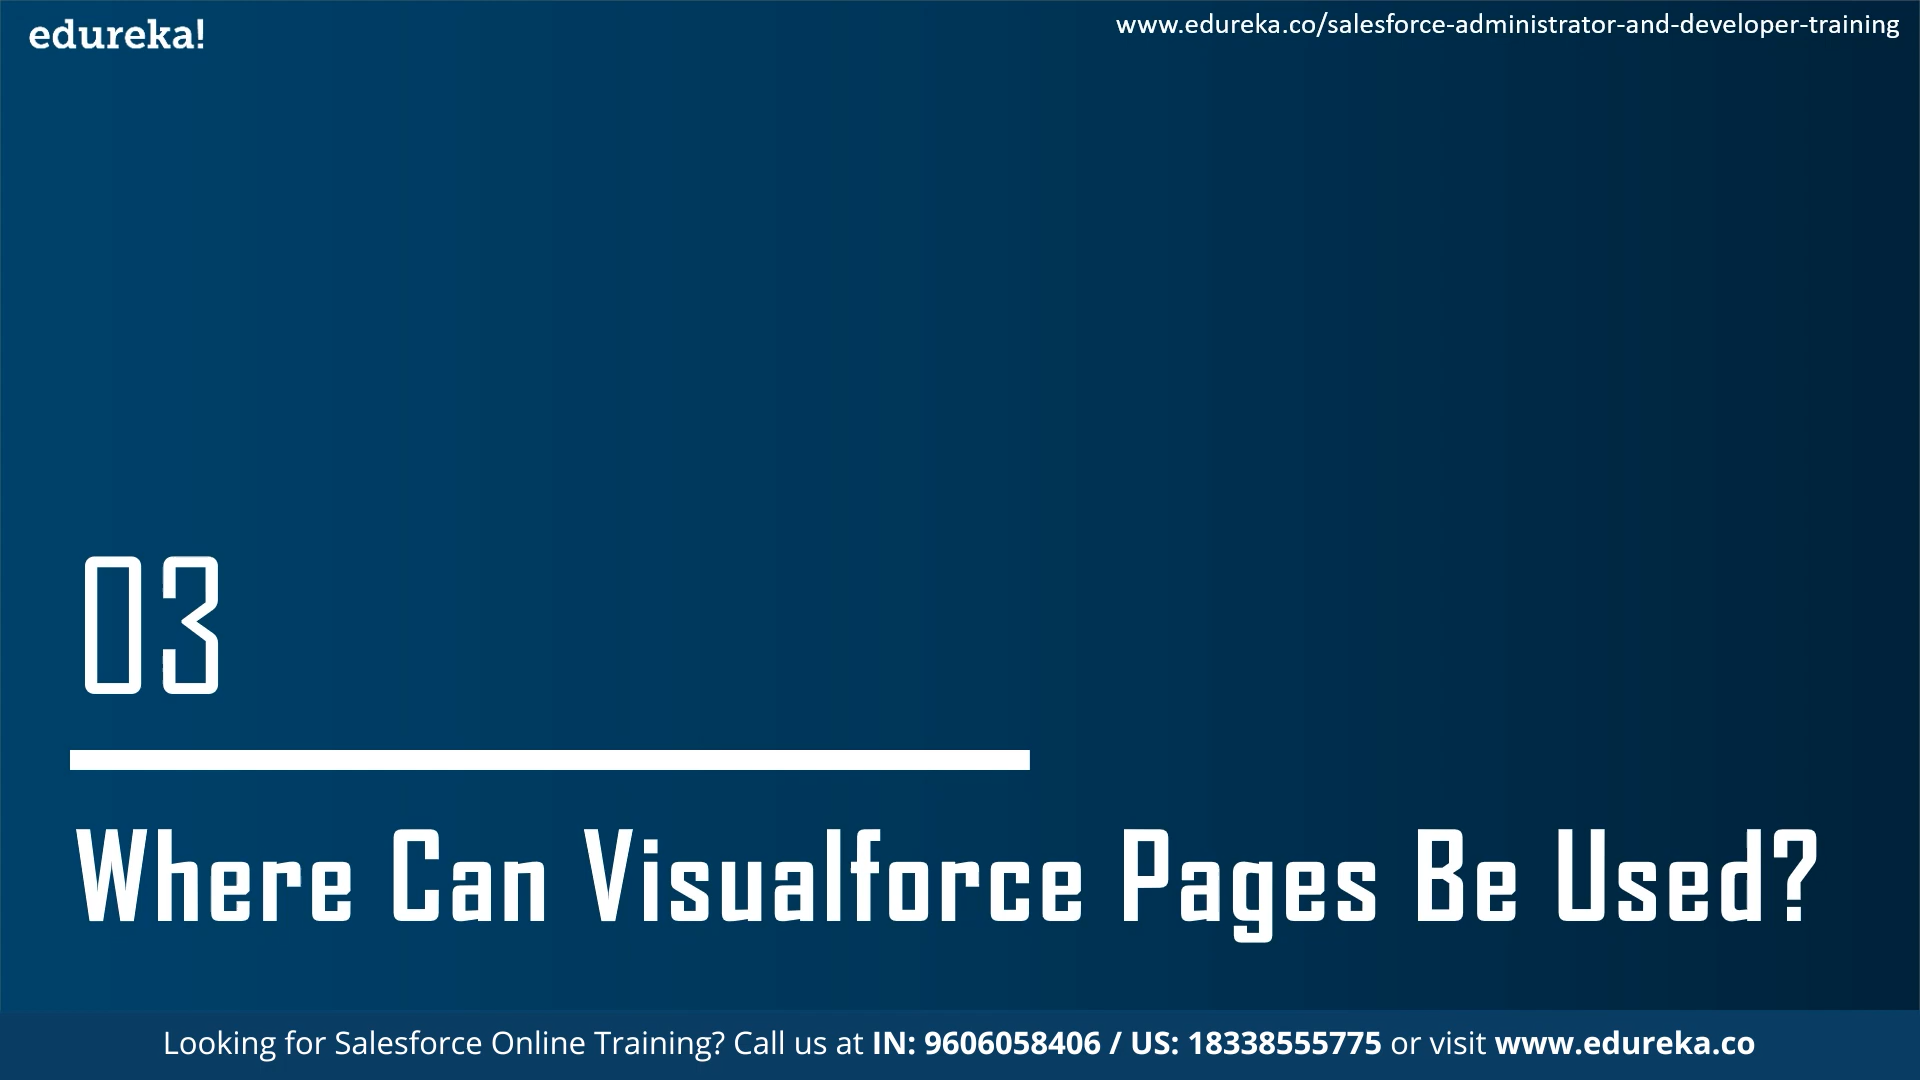 edureka!
www.edureka.co/salesforce-administrator-and-developer-training
03
Where Can Visualforce Pages Be Used?
Looking for Salesforce Online Training? Call us at IN: 9606058406 / US: 18338555775 or visit www.edureka.co